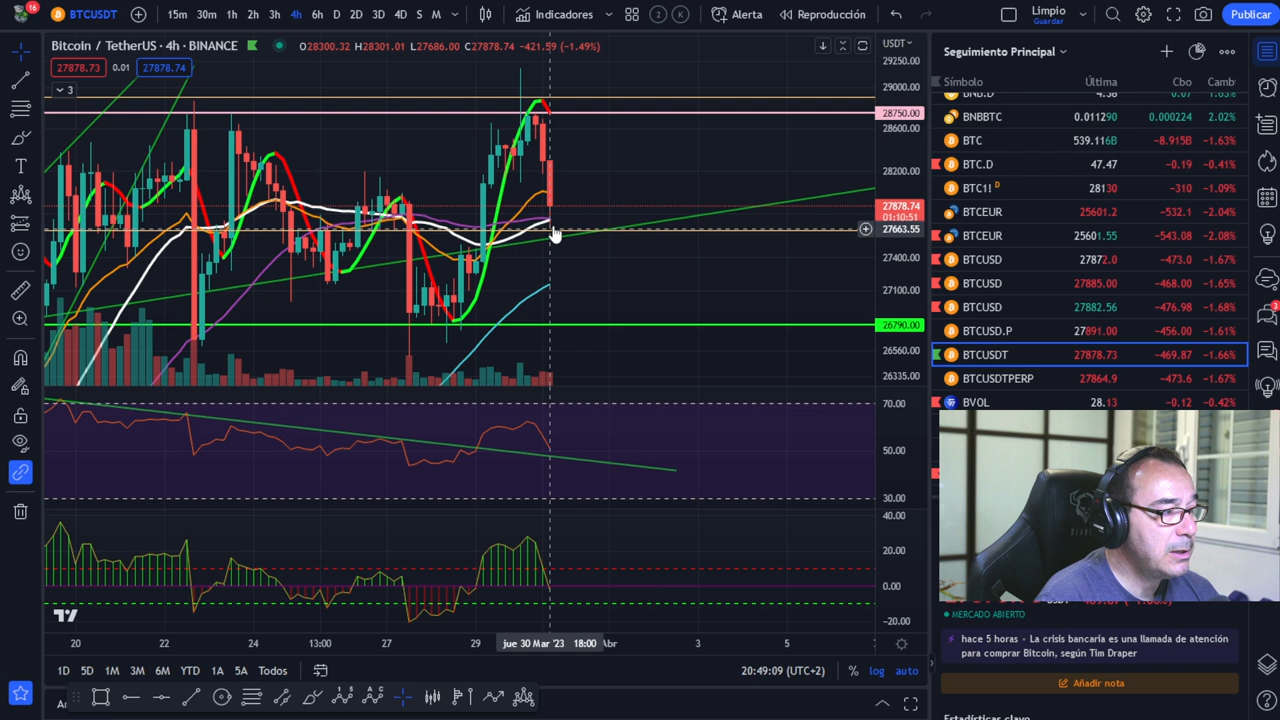 16
BTCUSDT
15m 30m 1h 2h 3h 4h 6h D 2D 3D 4D S M
Indicadores
2 K
Alerta
Reproducción
Limpio
Guardar
Publicar
Bitcoin / TetherUS · 4h · BINANCE
O28300.32 H28301.01 L27686.00 C27878.74 −421.59 (−1.49%)
27878.73 0.01 27878.74
3
USDT
29250.00
29000.00
28750.00
28600.00
28200.00
27878.74
01:10:51
27663.55
27400.00
27100.00
26790.00
26560.00
26335.00
70.00
50.00
30.00
40.00
20.00
0.00
−20.00
20 22 24 13:00 27 29 jue 30 Mar '23 18:00 Abr 3 5
1D 5D 1M 3M 6M YTD 1A 5A Todos
20:49:09 (UTC+2) % log auto
Seguimiento Principal
Símbolo Última Cbo
BNBBTC 0.011290 0.000224 2.02%
BTC 539.116B −8.915B −1.63%
BTC.D 47.47 −0.19 −0.41%
BTC1! D 28130 −310 −1.09%
BTCEUR 25601.2 −532.1 −2.04%
BTCEUR 25601.55 −543.08 −2.08%
BTCUSD 27872.0 −473.0 −1.67%
BTCUSD 27885.00 −468.00 −1.65%
BTCUSD 27882.56 −476.98 −1.68%
BTCUSD.P 27891.00 −456.00 −1.61%
BTCUSDT 27878.73 −469.87 −1.66%
BTCUSDTPERP 27864.9 −473.6 −1.67%
BVOL 28.13 −0.12 −0.42%
3
MERCADO ABIERTO
hace 5 horas · La crisis bancaria es una llamada de atención
para comprar Bitcoin, según Tim Draper
Añadir nota